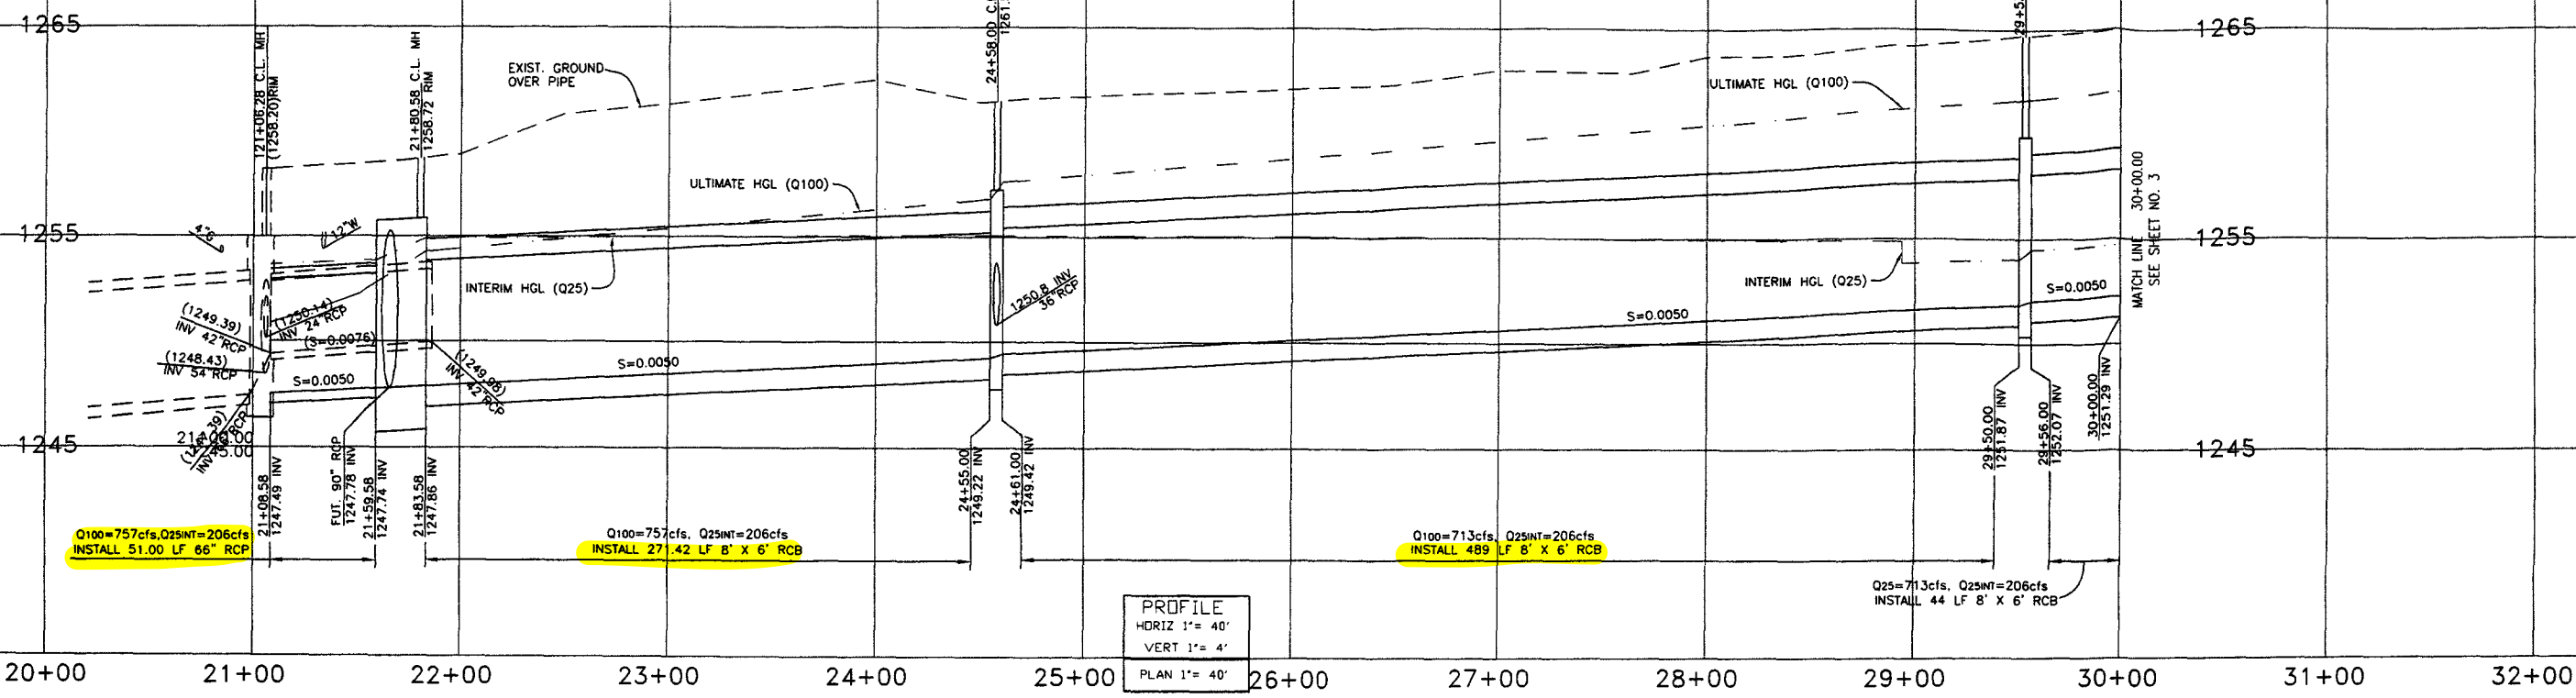 1265
121+06.28 C.L. MH
(1258.20)RIM
21+80.58 C.L. MH
1258.72 RIM
EXIST. GROUND
OVER PIPE
24+58.00 C.
1261.
29+5
1265
ULTIMATE HGL (Q100)
ULTIMATE HGL (Q100)
1255
12"W
INTERIM HGL (Q25)
1250.8 INV
36"RCP
INTERIM HGL (Q25)
1255
MATCH LINE 30+00.00
SEE SHEET NO. 3
(1249.39)
INV 42"RCP
(1250.14)
INV 24"RCP
(S=0.0076)
(1248.43)
INV 54"RCP
S=0.0050
(1249.98)
INV 42"RCP
S=0.0050
S=0.0050
S=0.0050
1245
21+00.00
1245.00
1245
21+08.58
1247.49 INV
FUT. 90" RCP
1247.78 INV
21+59.58
1247.74 INV
21+83.58
1247.86 INV
24+55.00
1249.22 INV
24+61.00
1249.42 INV
29+50.00
1251.87 INV
29+56.00
1252.07 INV
30+00.00
1251.29 INV
Q100=757cfs,Q25INT=206cfs
INSTALL 51.00 LF 66" RCP
Q100=757cfs, Q25INT=206cfs
INSTALL 271.42 LF 8' X 6' RCB
Q100=713cfs, Q25INT=206cfs
INSTALL 489 LF 8' X 6' RCB
Q25=713cfs, Q25INT=206cfs
INSTALL 44 LF 8' X 6' RCB
PROFILE
HORIZ 1"= 40'
VERT 1"= 4'
PLAN 1"= 40'
20+00 21+00 22+00 23+00 24+00 25+00 26+00 27+00 28+00 29+00 30+00 31+00 32+00